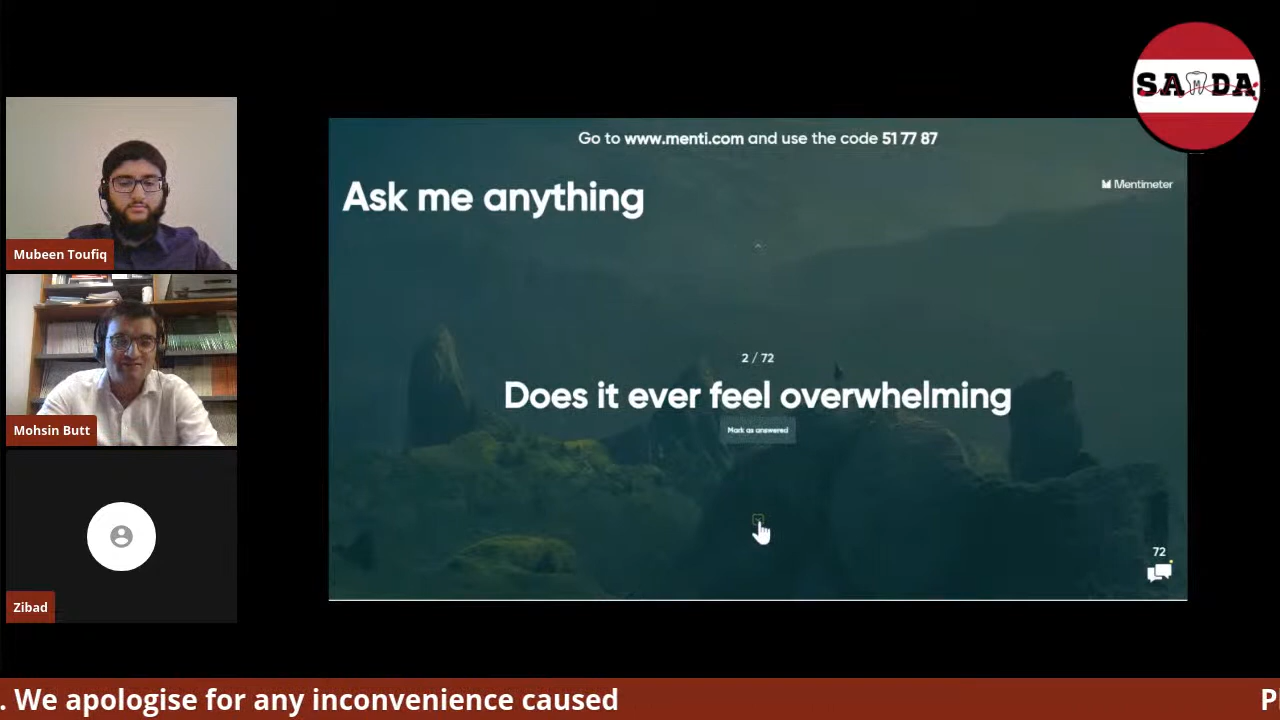 SAMDA
Go to www.menti.com and use the code 51 77 87
Ask me anything
Mentimeter
Mubeen Toufiq
2 / 72
Does it ever feel overwhelming
Mark as answered
Mohsin Butt
72
Zibad
. We apologise for any inconvenience caused